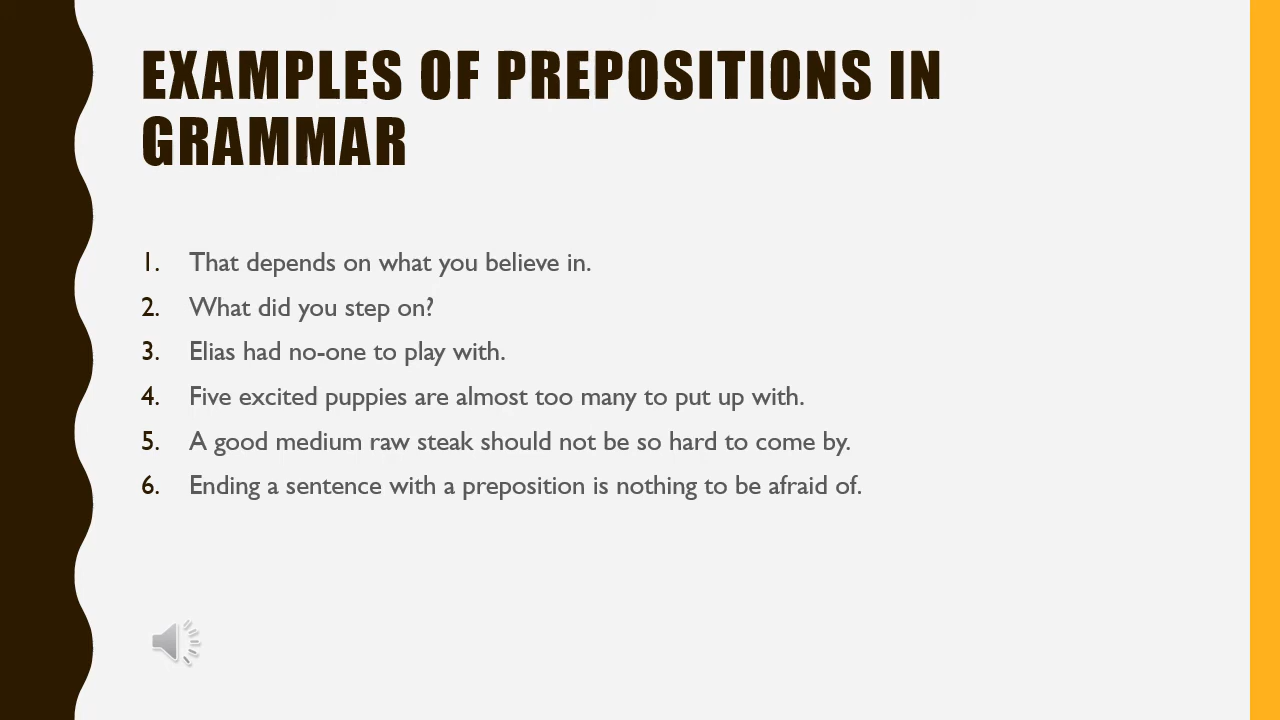 EXAMPLES OF PREPOSITIONS IN
GRAMMAR
1. That depends on what you believe in.
2. What did you step on?
3. Elias had no-one to play with.
4. Five excited puppies are almost too many to put up with.
5. A good medium raw steak should not be so hard to come by.
6. Ending a sentence with a preposition is nothing to be afraid of.